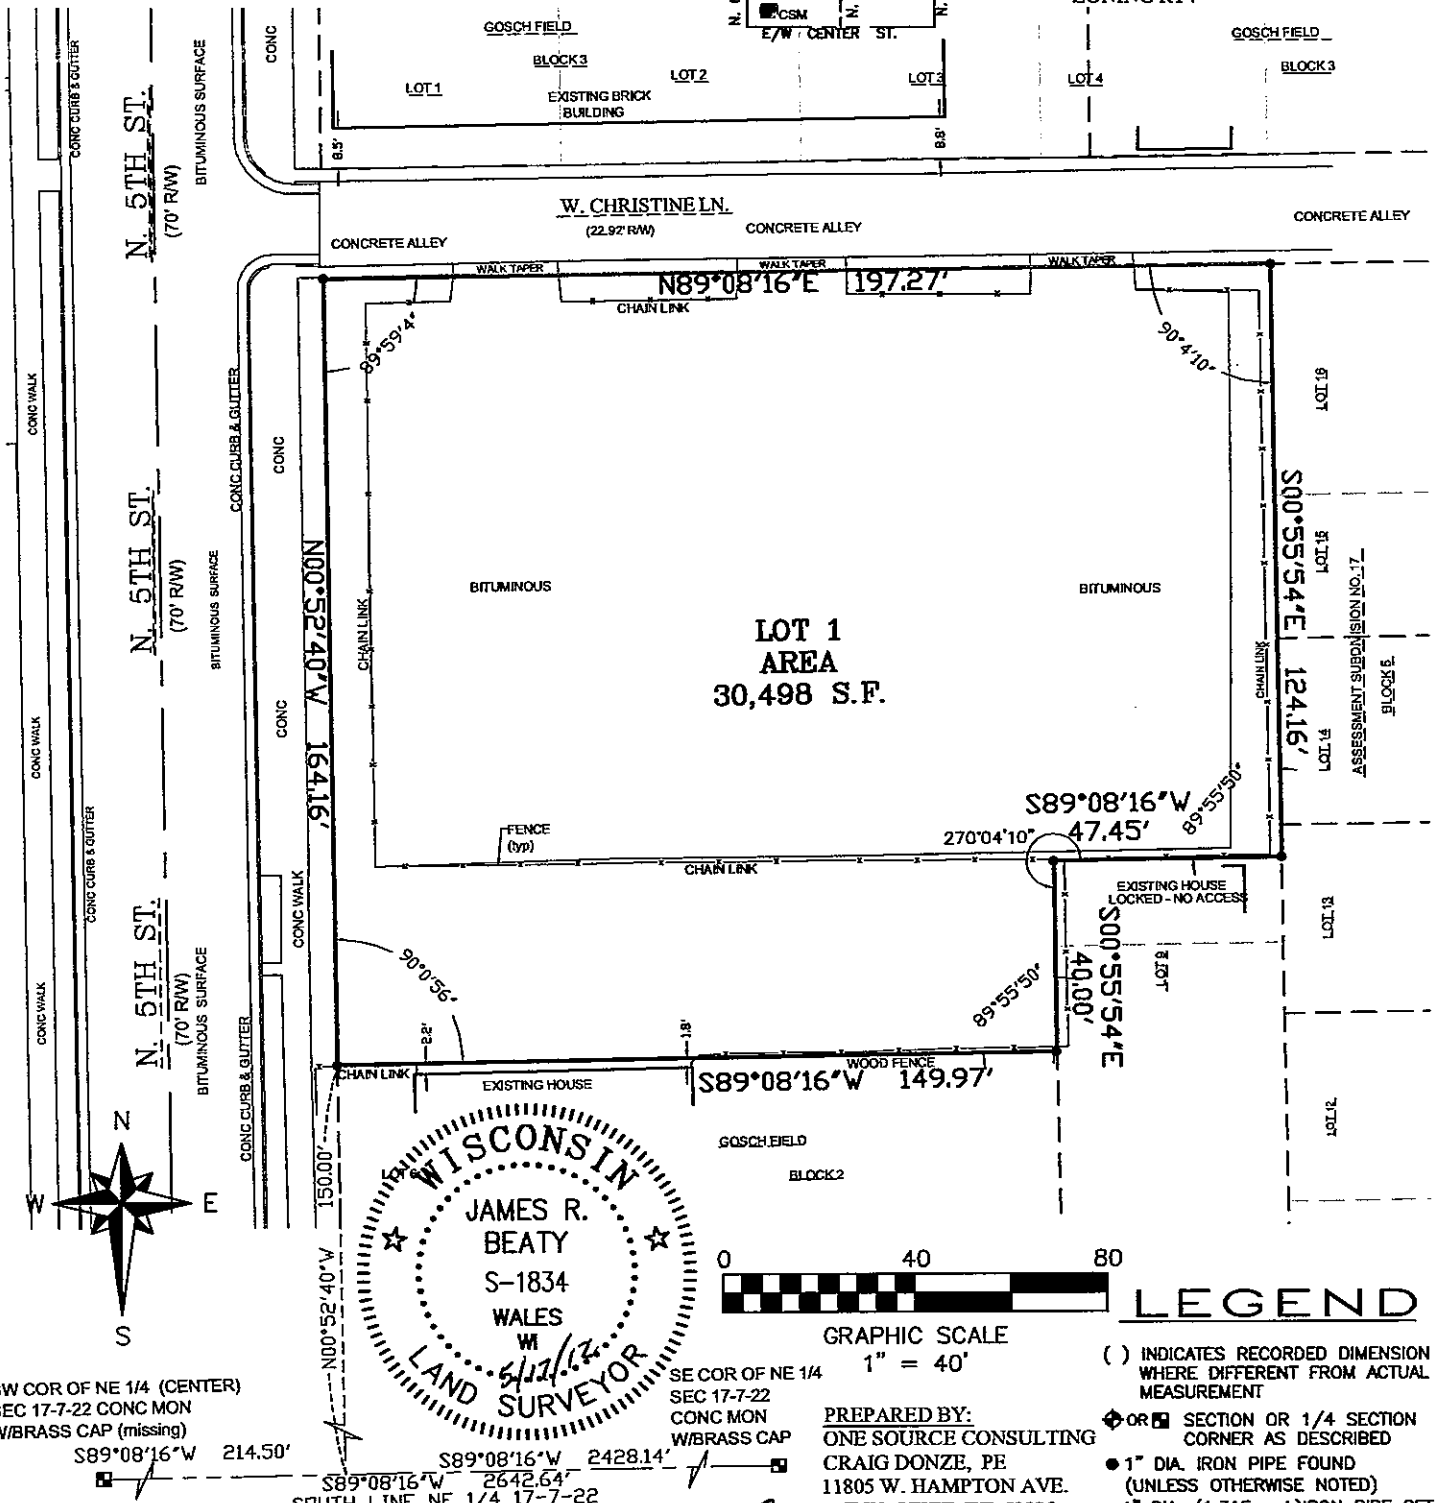 CSM
E/W CENTER ST.
GOSCH FIELD
BLOCK 3
LOT 1
LOT 2
LOT 3
LOT 4
GOSCH FIELD
BLOCK 3
EXISTING BRICK
BUILDING
8.5'
8.8'
CONC CURB & GUTTER
N. 5TH ST.
(70' R/W)
BITUMINOUS SURFACE
CONC
W. CHRISTINE LN.
(22.92' R/W)
CONCRETE ALLEY
CONCRETE ALLEY
CONCRETE ALLEY
WALK TAPER
WALK TAPER
WALK TAPER
N89°08'16"E 197.27'
CHAIN LINK
89°59'4"
90°4'10"
CONC WALK
CONC CURB & GUTTER
CONC
N. 5TH ST.
(70' R/W)
BITUMINOUS SURFACE
N00°52'40"W 164.16'
CHAIN LINK
BITUMINOUS
BITUMINOUS
LOT 1
AREA
30,498 S.F.
CHAIN LINK
S00°55'54"E 124.16'
LOT 16
LOT 15
LOT 14
ASSESSMENT SUBDIVISION NO. 17
BLOCK 5
CONC WALK
CONC
CONC CURB & GUTTER
FENCE
(typ)
CHAIN LINK
S89°08'16"W
47.45'
270°04'10"
89°55'50"
EXISTING HOUSE
LOCKED - NO ACCESS
LOT 13
S00°55'54"E
40.00'
CONC WALK
90°0'56"
89°55'50"
N. 5TH ST.
(70' R/W)
BITUMINOUS SURFACE
CONC WALK
CONC CURB & GUTTER
2.2'
1.8'
CHAIN LINK
EXISTING HOUSE
WOOD FENCE
S89°08'16"W 149.97'
LOT 12
GOSCH FIELD
BLOCK 2
150.00'
N00°52'40"W
N
W
E
S
WISCONSIN
JAMES R.
BEATY
S-1834
WALES
WI
5/17/12
LAND SURVEYOR
0 40 80
GRAPHIC SCALE
1" = 40'
LEGEND
( ) INDICATES RECORDED DIMENSION
WHERE DIFFERENT FROM ACTUAL
MEASUREMENT
OR SECTION OR 1/4 SECTION
CORNER AS DESCRIBED
1" DIA. IRON PIPE FOUND
(UNLESS OTHERWISE NOTED)
COR OF NE 1/4 (CENTER)
SEC 17-7-22 CONC MON
W/BRASS CAP (missing)
S89°08'16"W 214.50'
SE COR OF NE 1/4
SEC 17-7-22
CONC MON
W/BRASS CAP
S89°08'16"W 2428.14'
S89°08'16"W 2642.64'
SOUTH LINE NE 1/4 17-7-22
PREPARED BY:
ONE SOURCE CONSULTING
CRAIG DONZE, PE
11805 W. HAMPTON AVE.